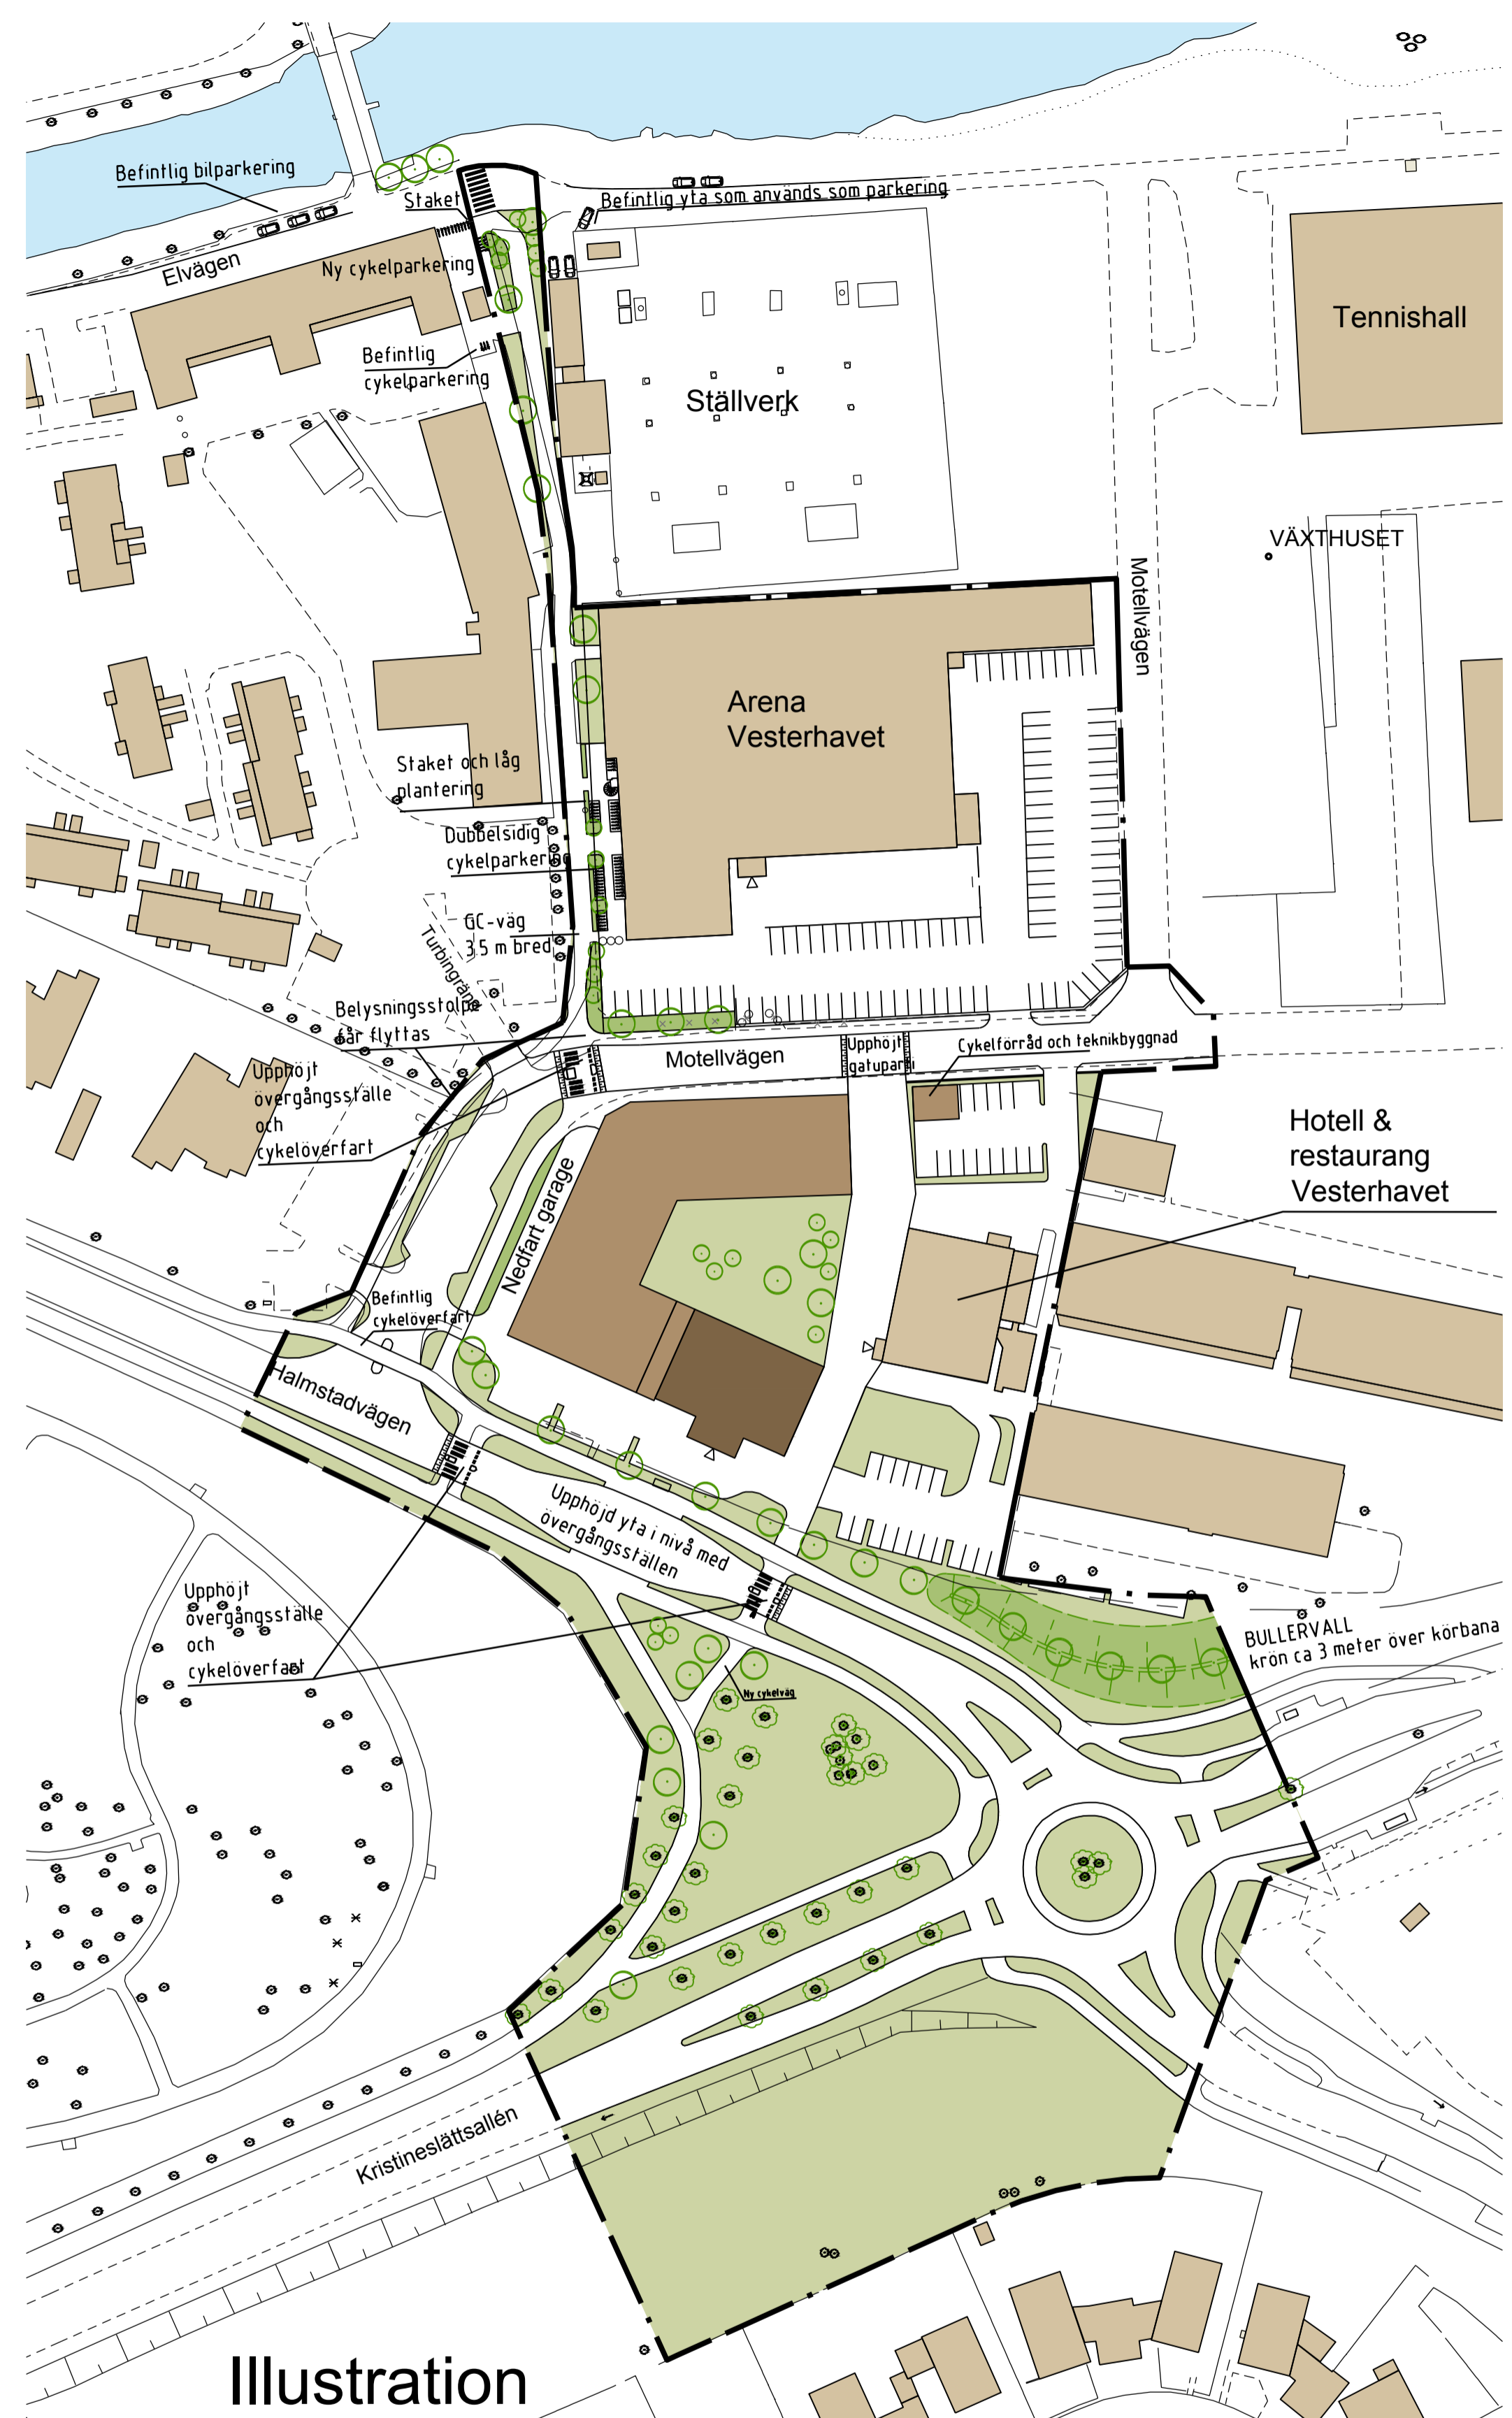 Befintlig bilparkering
Staket
Befintlig yta som används som parkering
Elvägen
Ny cykelparkering
Tennishall
Befintlig
cykelparkering
Ställverk
VÄXTHUSET
Motellvägen
Arena
Vesterhavet
Staket och låg
plantering
Dubbelsidig
cykelparkering
GC-väg
3,5 m bred
Turbingränd
Belysningsstolpe
får flyttas
Motellvägen
Upphöjt
gatuparti
Cykelförråd och teknikbyggnad
Upphöjt
övergångsställe
och
cykelöverfart
Hotell &
restaurang
Vesterhavet
Nedfart garage
Befintlig
cykelöverfart
Halmstadvägen
Upphöjd yta i nivå med
övergångsställen
Upphöjt
övergångsställe
och
cykelöverfart
BULLERVALL
krön ca 3 meter över körbana
Ny cykelväg
Kristineslättsallén
Illustration